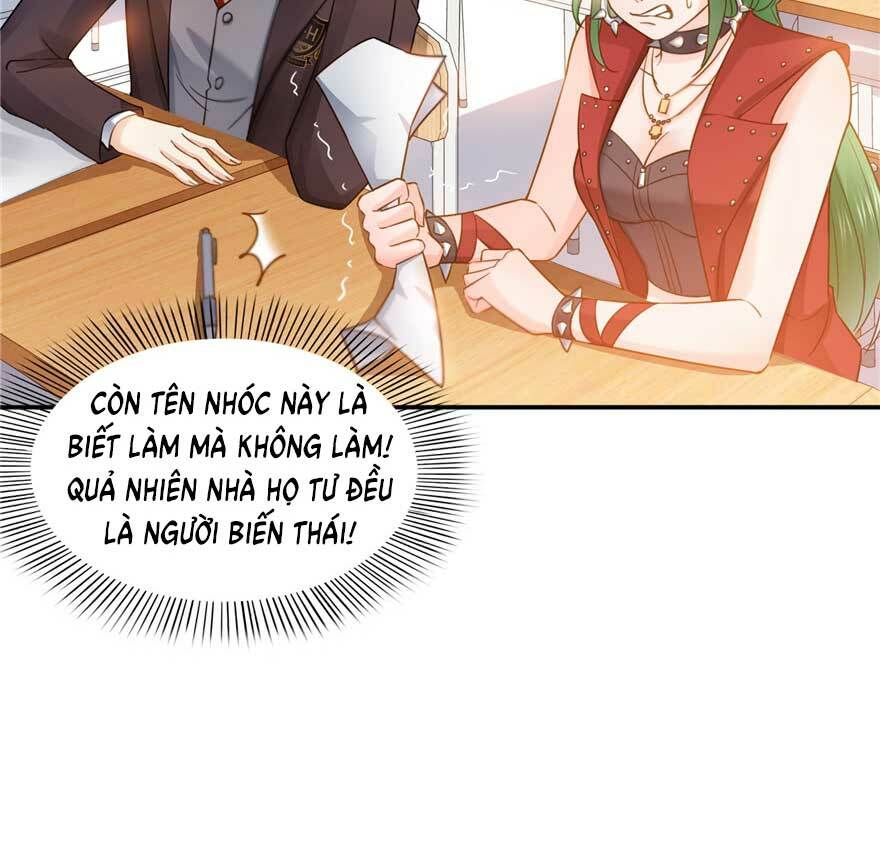 CÒN TÊN NHÓC NÀY LÀ
BIẾT LÀM MÀ KHÔNG LÀM!
QUẢ NHIÊN NHÀ HỌ TƯ ĐỀU
LÀ NGƯỜI BIẾN THÁI!